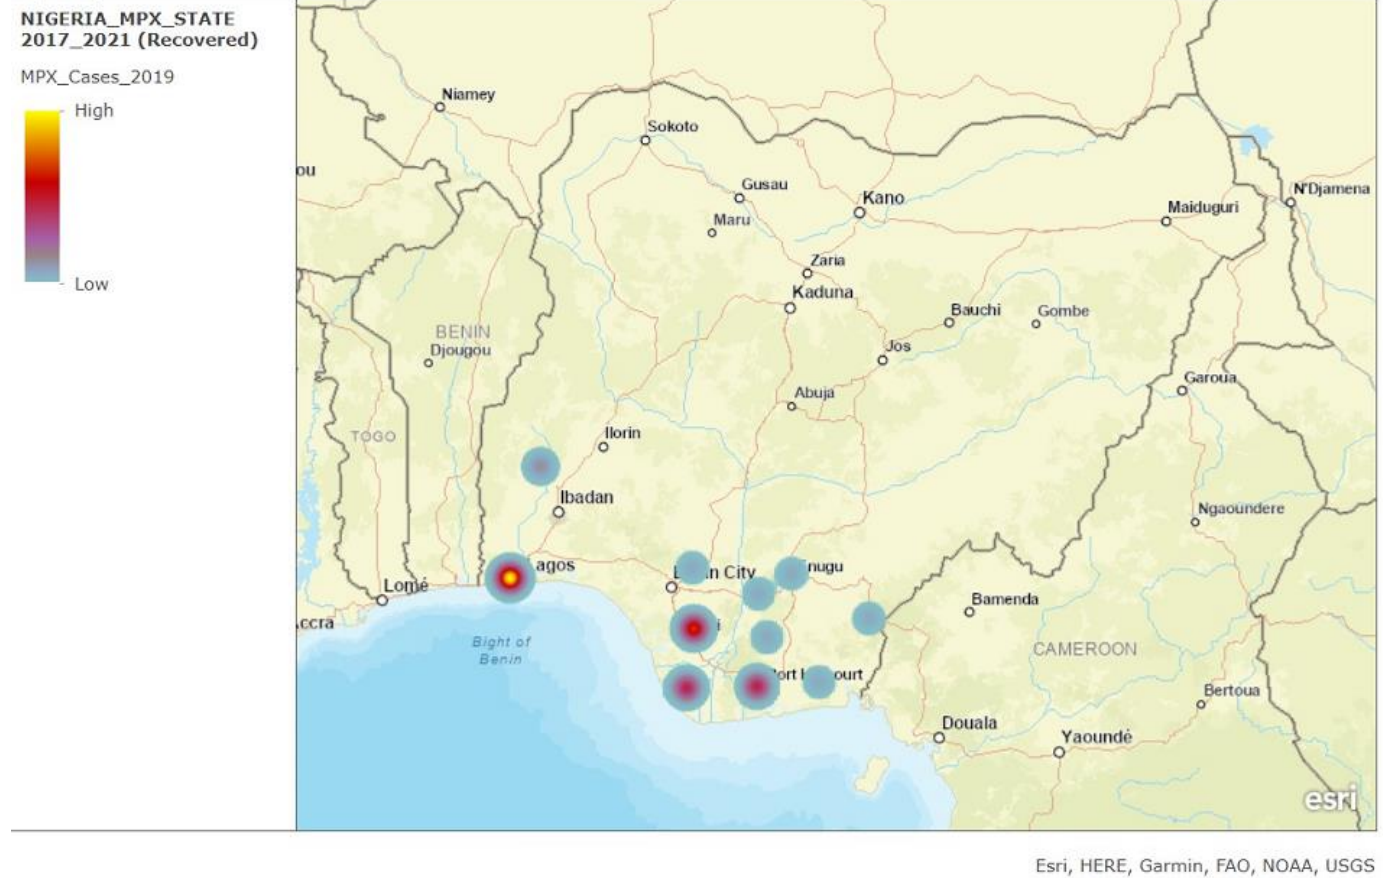 NIGERIA_MPX_STATE
2017_2021 (Recovered)
MPX_Cases_2019
High
Low
Niamey
Sokoto
ou
Gusau
Kano
N'Djamena
Maru
Maiduguri
Zaria
Kaduna
BENIN
Djougou
Bauchi
Gombe
Jos
Garoua
Abuja
TOGO
Ilorin
Ibadan
Ngaoundere
agos
Lomé
City
nugu
Bamenda
ccra
Bight of
Benin
CAMEROON
ort
ourt
Bertoua
Douala
Yaoundé
esri
Esri, HERE, Garmin, FAO, NOAA, USGS